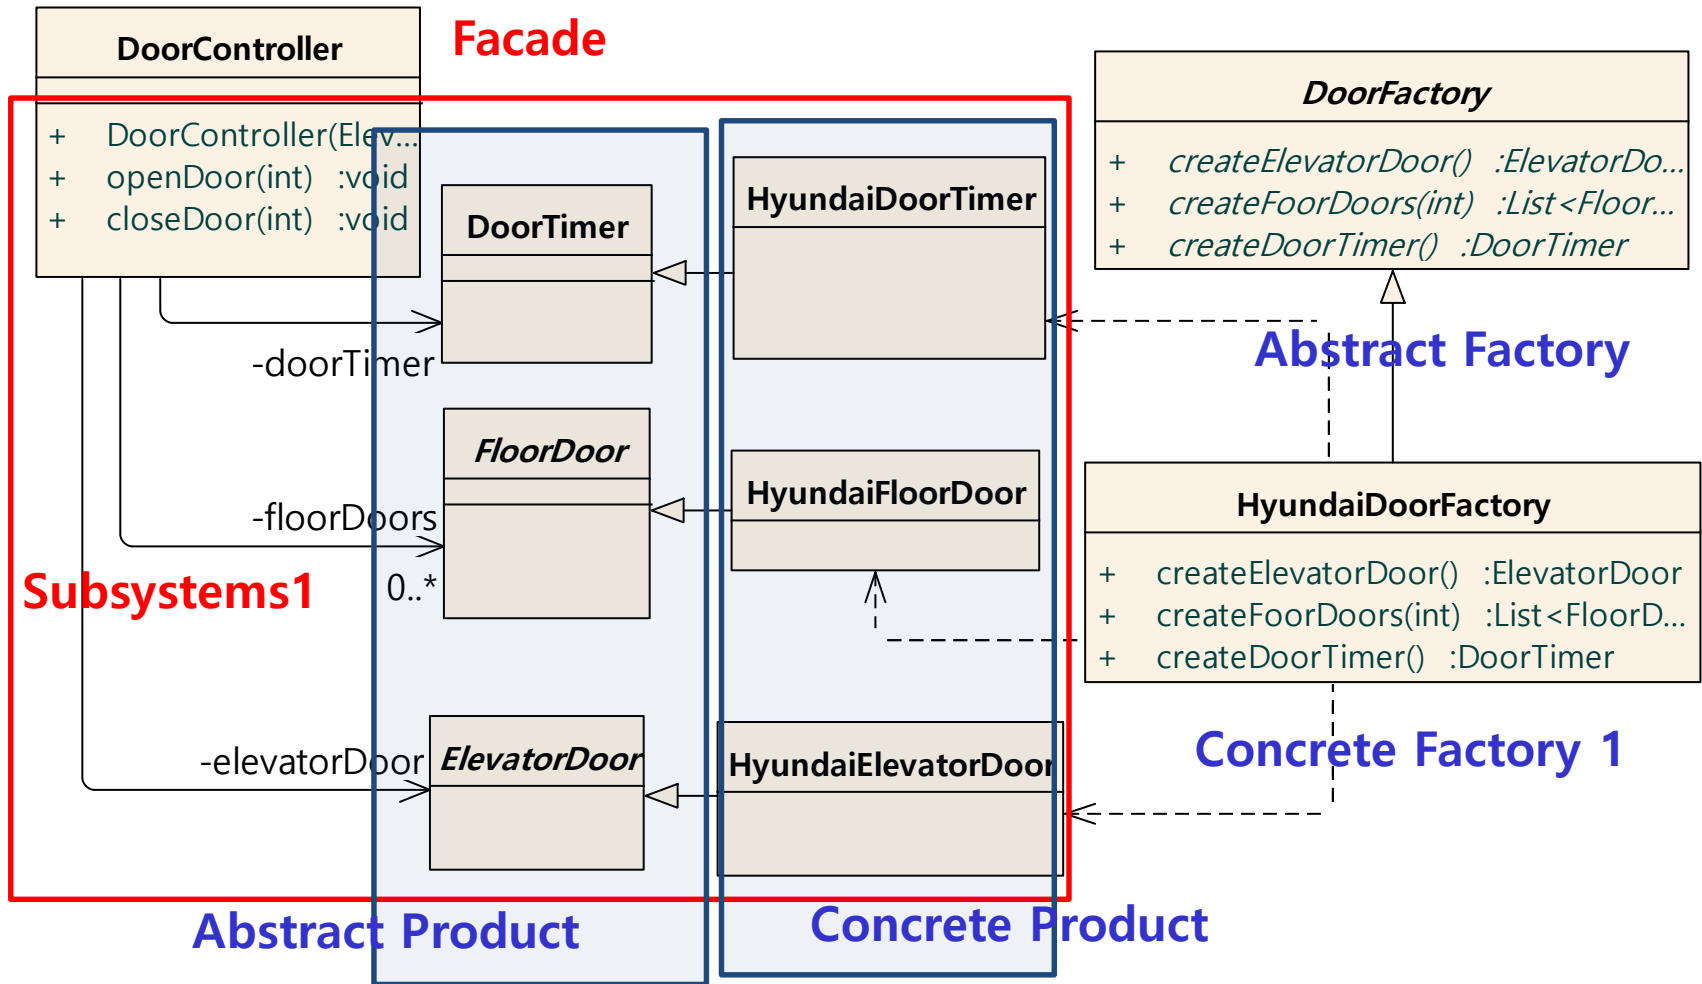 DoorController
+ DoorController(Elev...
+ openDoor(int) :void
+ closeDoor(int) :void
Facade
DoorFactory
+ createElevatorDoor() :ElevatorDo...
+ createFoorDoors(int) :List<Floor...
+ createDoorTimer() :DoorTimer
DoorTimer
HyundaiDoorTimer
-doorTimer
Abstract Factory
FloorDoor
HyundaiFloorDoor
-floorDoors
0..*
Subsystems1
HyundaiDoorFactory
+ createElevatorDoor() :ElevatorDoor
+ createFoorDoors(int) :List<FloorD...
+ createDoorTimer() :DoorTimer
-elevatorDoor
ElevatorDoor
HyundaiElevatorDoor
Concrete Factory 1
Abstract Product
Concrete Product